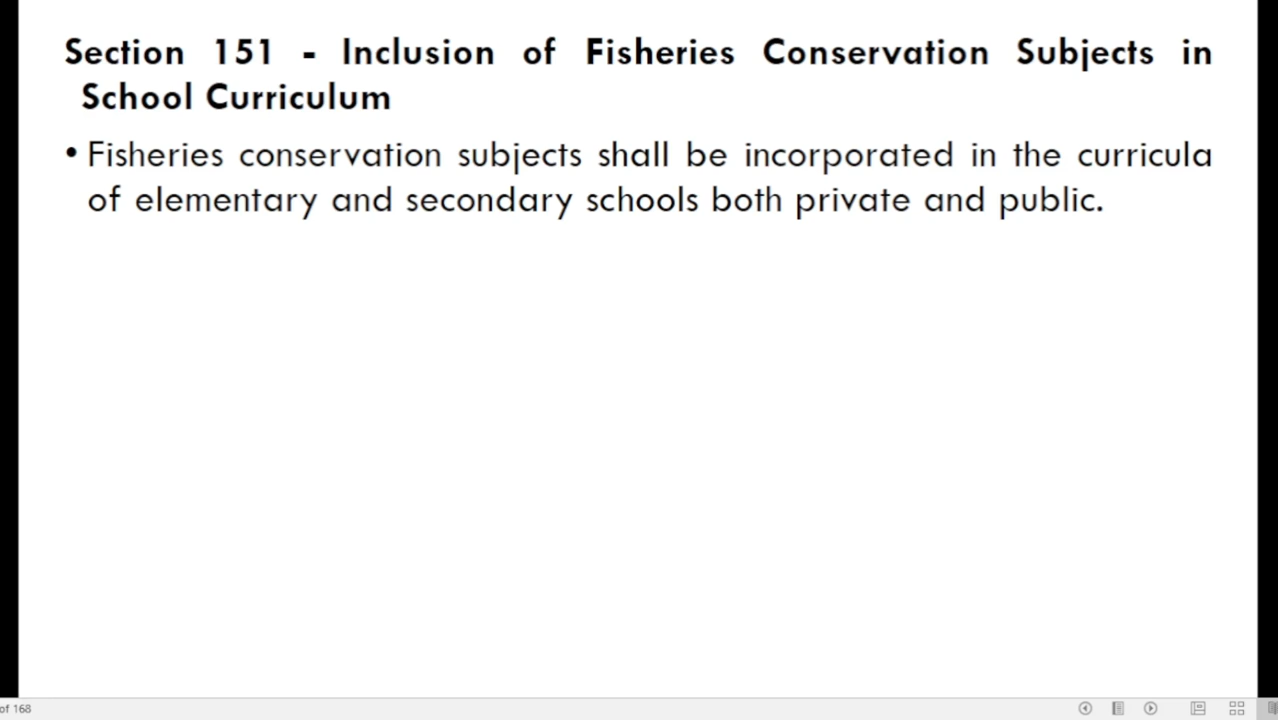 Section 151 - Inclusion of Fisheries Conservation Subjects in
School Curriculum
• Fisheries conservation subjects shall be incorporated in the curricula
of elementary and secondary schools both private and public.
of 168